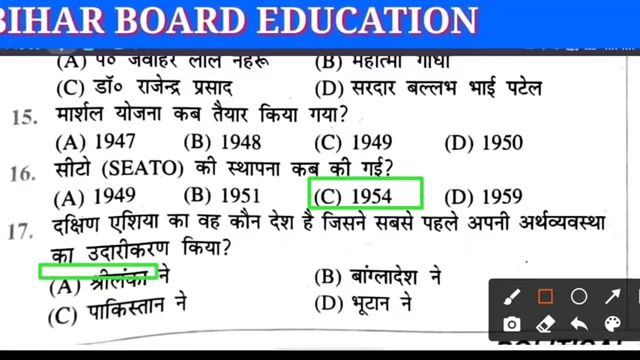 BIHAR BOARD EDUCATION
(A) प० जवाहर लाल नेहरू (B) महात्मा गांधी
(C) डॉ० राजेन्द्र प्रसाद (D) सरदार बल्लभ भाई पटेल
15. मार्शल योजना कब तैयार किया गया?
(A) 1947 (B) 1948 (C) 1949 (D) 1950
16. सीटो (SEATO) की स्थापना कब की गई?
(A) 1949 (B) 1951 (C) 1954 (D) 1959
17. दक्षिण एशिया का वह कौन देश है जिसने सबसे पहले अपनी अर्थव्यवस्था
का उदारीकरण किया?
(A) श्रीलंका ने (B) बांग्लादेश ने
(C) पाकिस्तान ने (D) भूटान ने